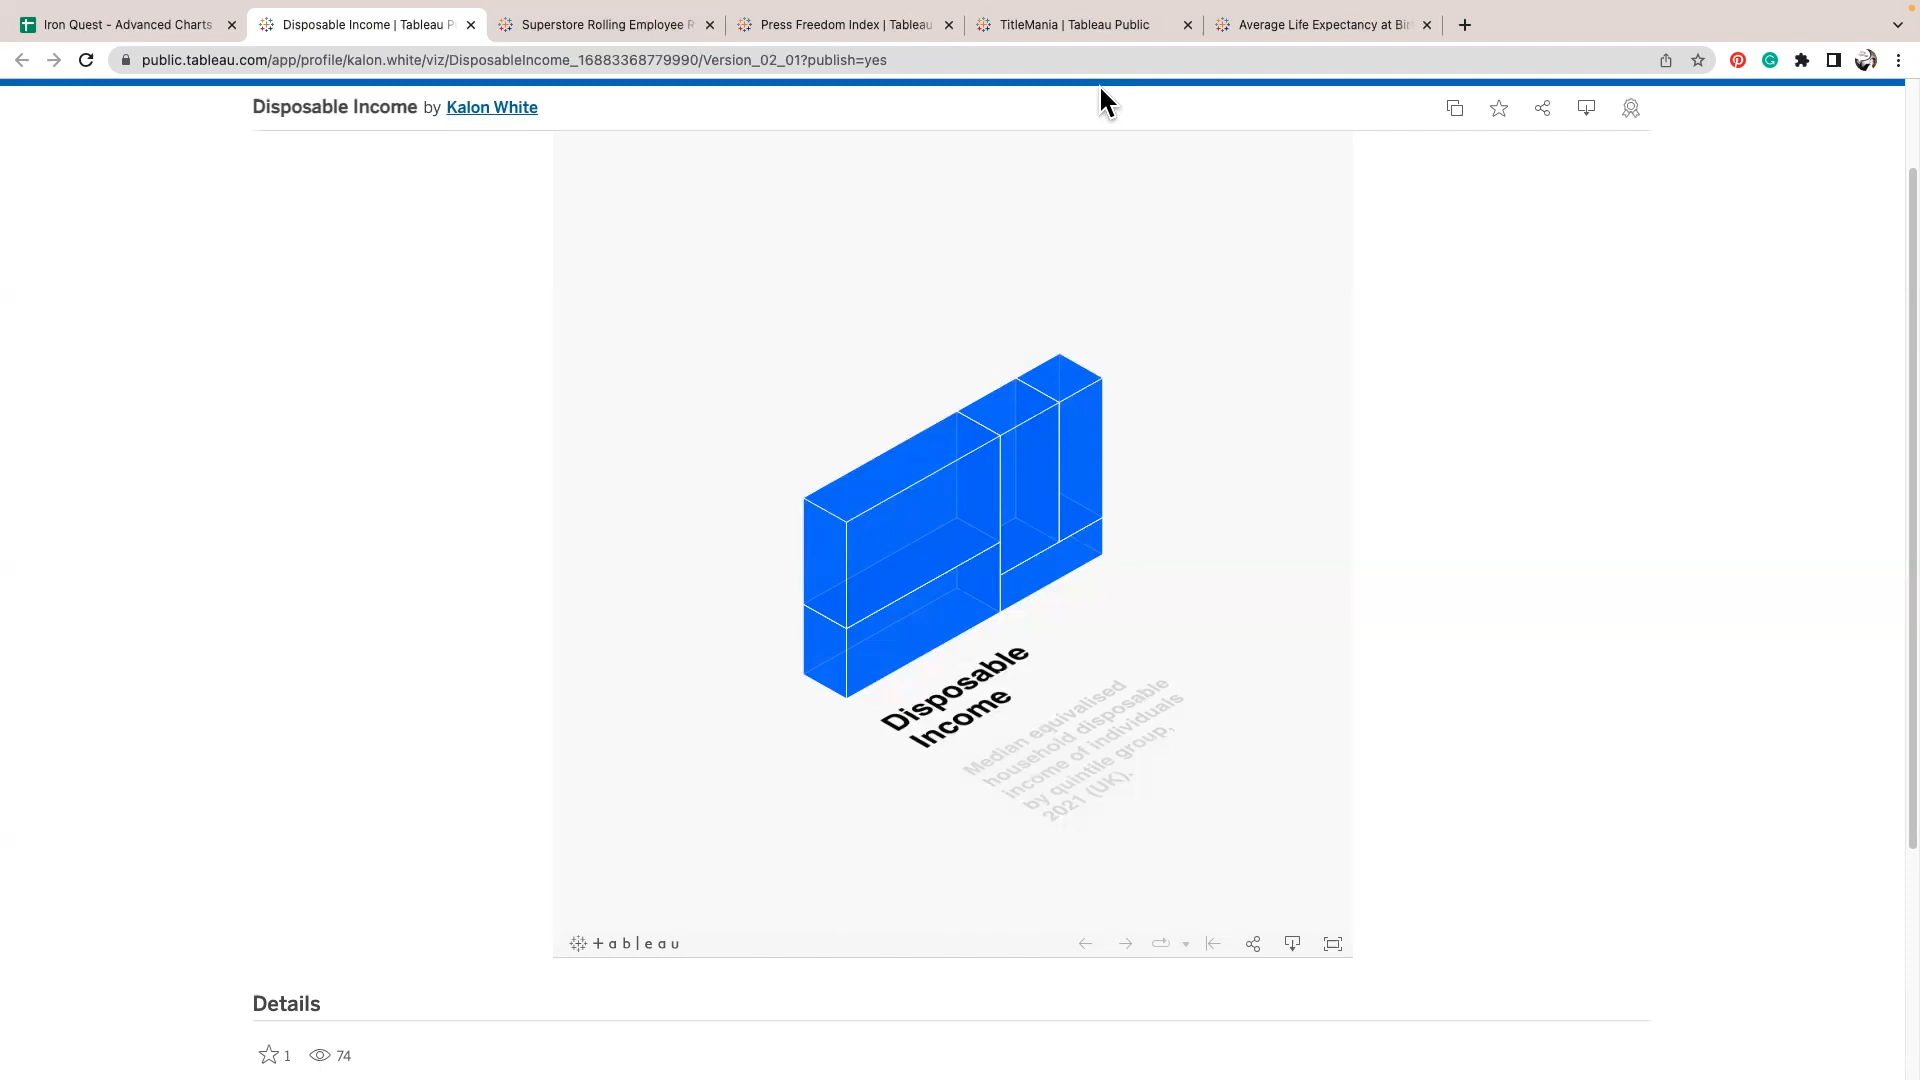 Iron Quest - Advanced Charts
Disposable Income | Tableau P
Superstore Rolling Employee R
Press Freedom Index | Tableau
TitleMania | Tableau Public
Average Life Expectancy at Bir
public.tableau.com/app/profile/kalon.white/viz/DisposableIncome_16883368779990/Version_02_01?publish=yes
Disposable Income by Kalon White
Disposable
Income
Median equivalised
household disposable
income of individuals
by quintile group,
2021 (UK).
+ableau
Details
1 74